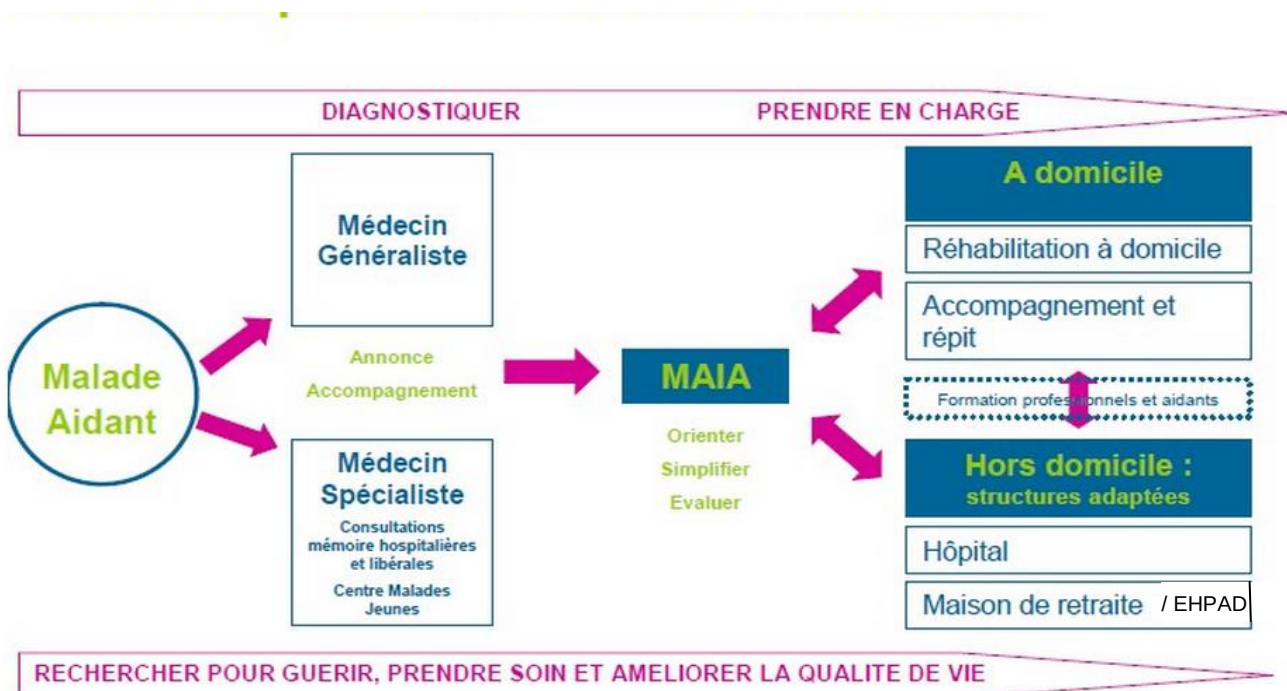 DIAGNOSTIQUER
PRENDRE EN CHARGE
Malade
Aidant
Médecin
Généraliste
Annonce
Accompagnement
Médecin
Spécialiste
Consultations
mémoire hospitalières
et libérales
Centre Malades
Jeunes
MAIA
Orienter
Simplifier
Evaluer
A domicile
Réhabilitation à domicile
Accompagnement et
répit
Formation professionnels et aidants
Hors domicile :
structures adaptées
Hôpital
Maison de retraite / EHPAD
RECHERCHER POUR GUERIR, PRENDRE SOIN ET AMELIORER LA QUALITE DE VIE